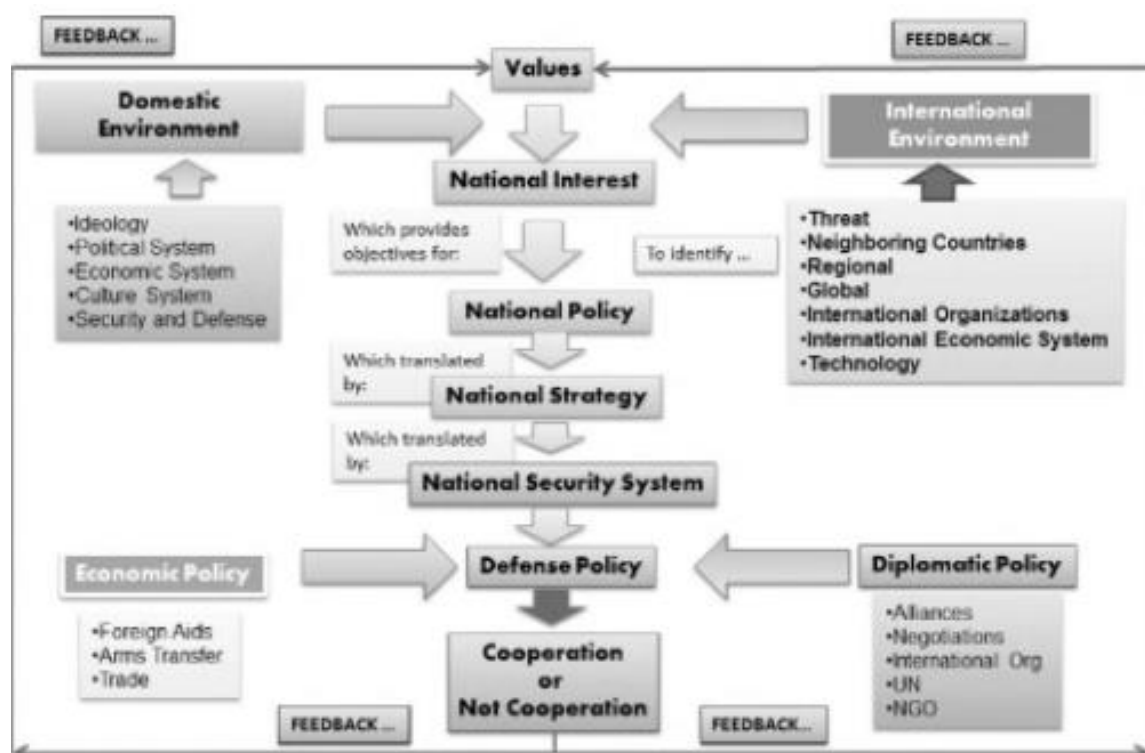 FEEDBACK ...
FEEDBACK ...
Values
Domestic
Environment
International
Environment
National Interest
•Ideology
•Political System
•Economic System
•Culture System
•Security and Defense
Which provides
objectives for:
To identify ...
•Threat
•Neighboring Countries
•Regional
•Global
•International Organizations
•International Economic System
•Technology
National Policy
Which translated
by:
National Strategy
Which translated
by:
National Security System
Economic Policy
Defense Policy
Diplomatic Policy
•Foreign Aids
•Arms Transfer
•Trade
Cooperation
or
Not Cooperation
•Alliances
•Negotiations
•International Org
•UN
•NGO
FEEDBACK ...
FEEDBACK...